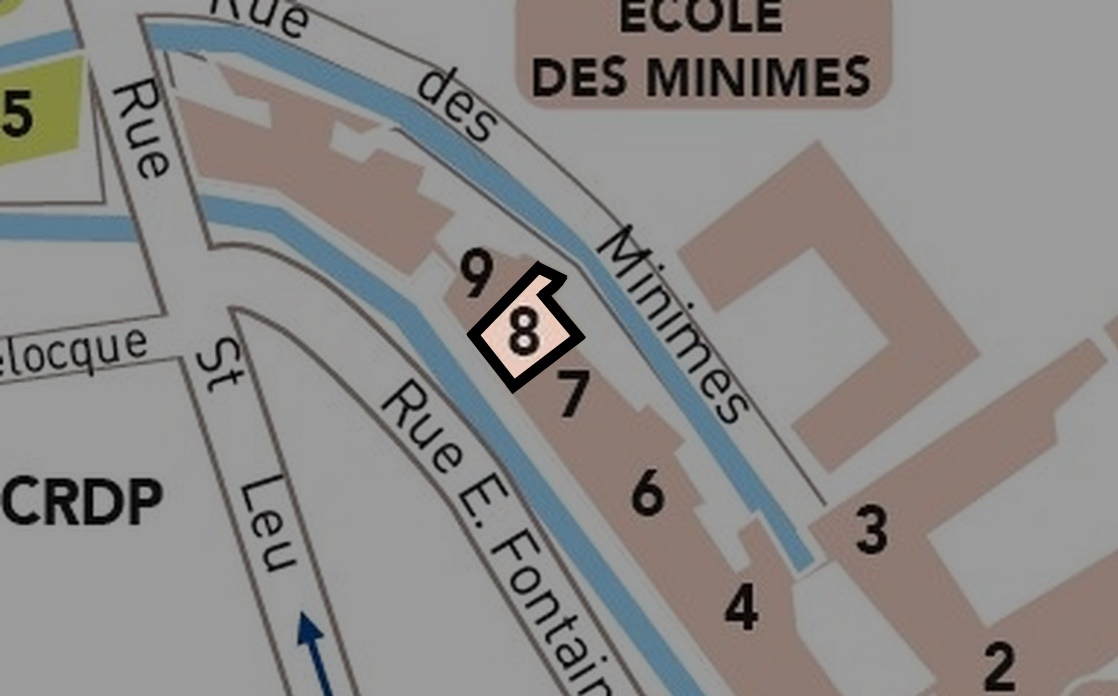 Rue
des
Minimes
ECOLE
DES MINIMES
5
Rue
St
Leu
9
8
7
6
4
3
2
elocque
Rue E. Fontain
CRDP